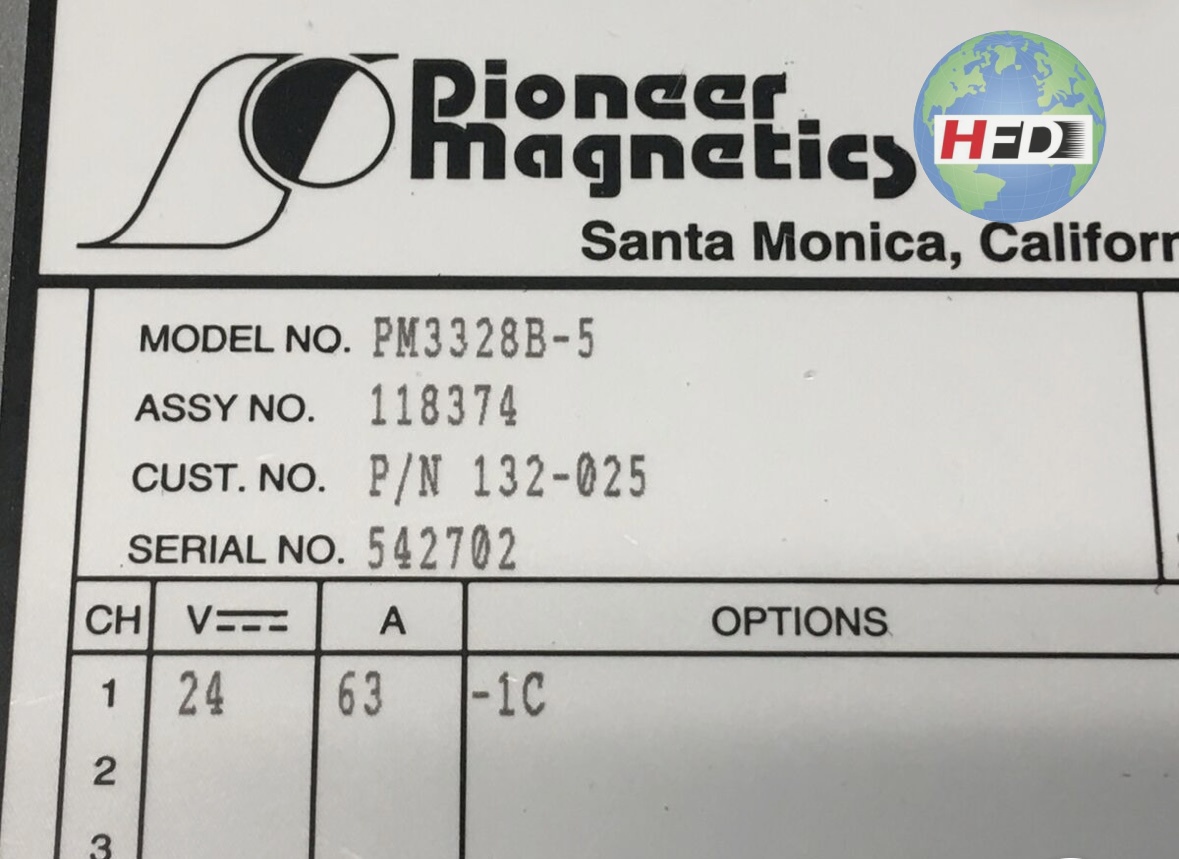 Pioneer
Magnetics
HFD
Santa Monica, Califor
MODEL NO. PM3328B-5
ASSY NO. 118374
CUST. NO. P/N 132-025
SERIAL NO. 542702
CH V A OPTIONS
1 24 63 -1C
2
3